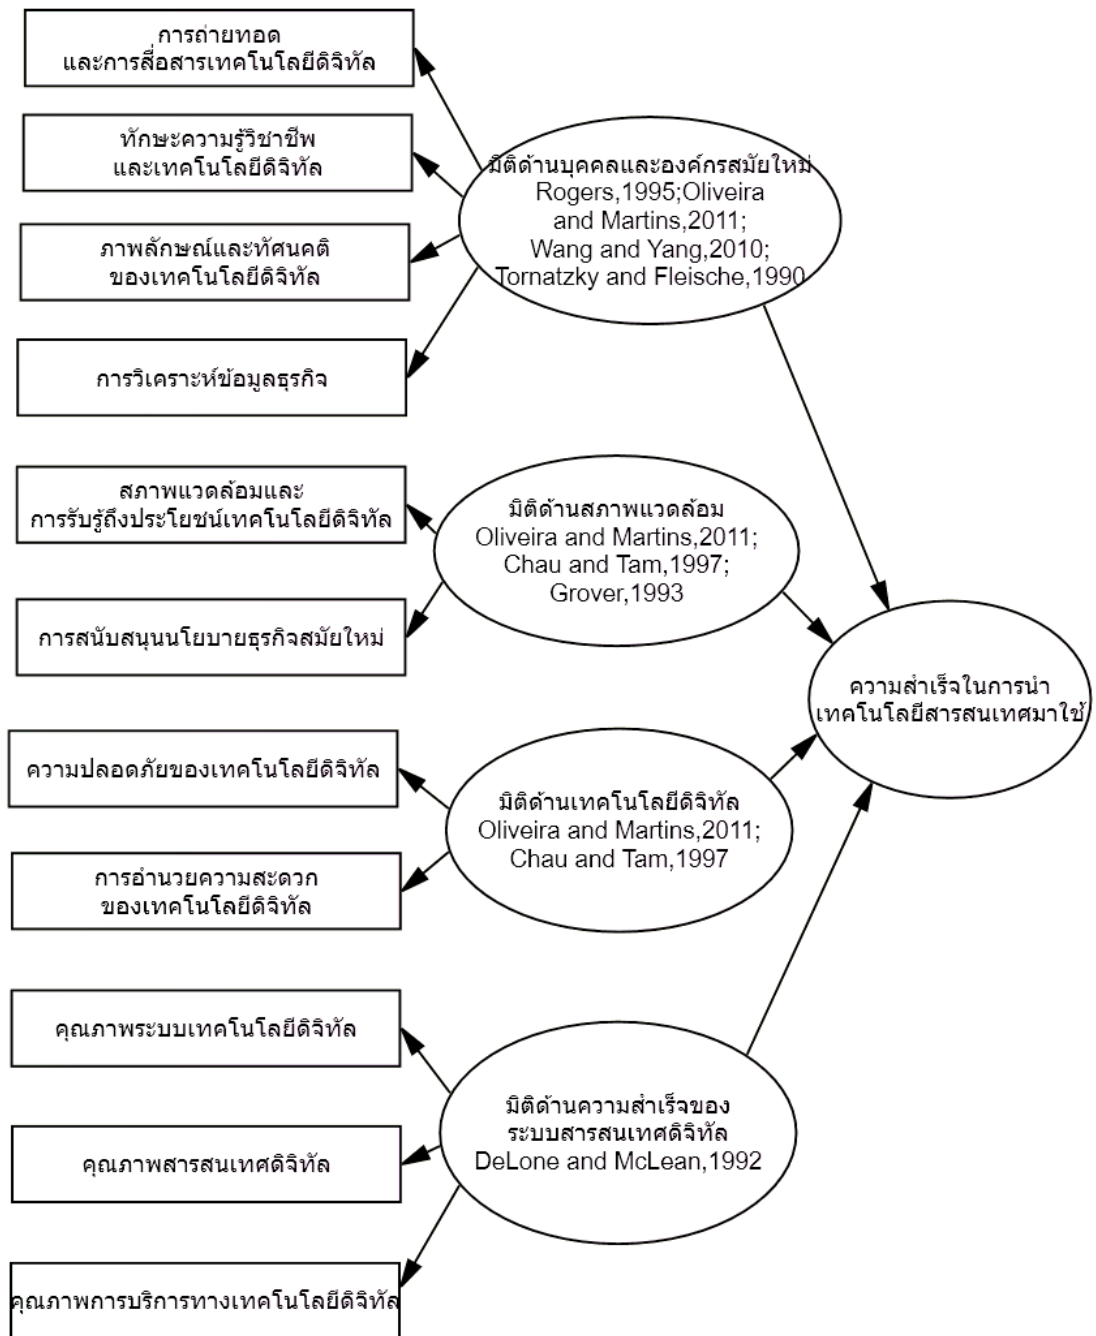 การถ่ายทอด
และการสื่อสารเทคโนโลยีดิจิทัล
ทักษะความรู้วิชาชีพ
และเทคโนโลยีดิจิทัล
ภาพลักษณ์และทัศนคติ
ของเทคโนโลยีดิจิทัล
การวิเคราะห์ข้อมูลธุรกิจ
มิติด้านบุคคลและองค์กรสมัยใหม่
Rogers,1995;Oliveira
and Martins,2011;
Wang and Yang,2010;
Tornatzky and Fleische,1990
สภาพแวดล้อมและ
การรับรู้ถึงประโยชน์เทคโนโลยีดิจิทัล
การสนับสนุนนโยบายธุรกิจสมัยใหม่
มิติด้านสภาพแวดล้อม
Oliveira and Martins,2011;
Chau and Tam,1997;
Grover,1993
ความสำเร็จในการนำ
เทคโนโลยีสารสนเทศมาใช้
ความปลอดภัยของเทคโนโลยีดิจิทัล
การอำนวยความสะดวก
ของเทคโนโลยีดิจิทัล
มิติด้านเทคโนโลยีดิจิทัล
Oliveira and Martins,2011;
Chau and Tam,1997
คุณภาพระบบเทคโนโลยีดิจิทัล
คุณภาพสารสนเทศดิจิทัล
คุณภาพการบริการทางเทคโนโลยีดิจิทัล
มิติด้านความสำเร็จของ
ระบบสารสนเทศดิจิทัล
DeLone and McLean,1992